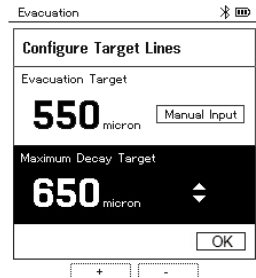 Evacuation
Configure Target Lines
Evacuation Target
550 micron Manual Input
Maximum Decay Target
650 micron
OK
+ -